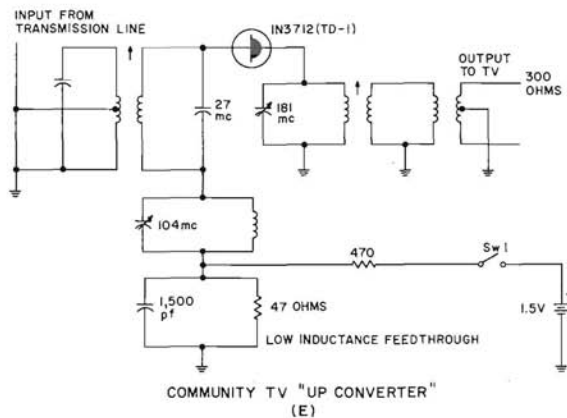 INPUT FROM
TRANSMISSION LINE
IN3712(TD-1)
OUTPUT
TO TV
300
OHMS
27
mc
181
mc
104mc
470
Sw 1
1,500
pf
47 OHMS
1.5V
LOW INDUCTANCE FEEDTHROUGH
COMMUNITY TV "UP CONVERTER"
(E)